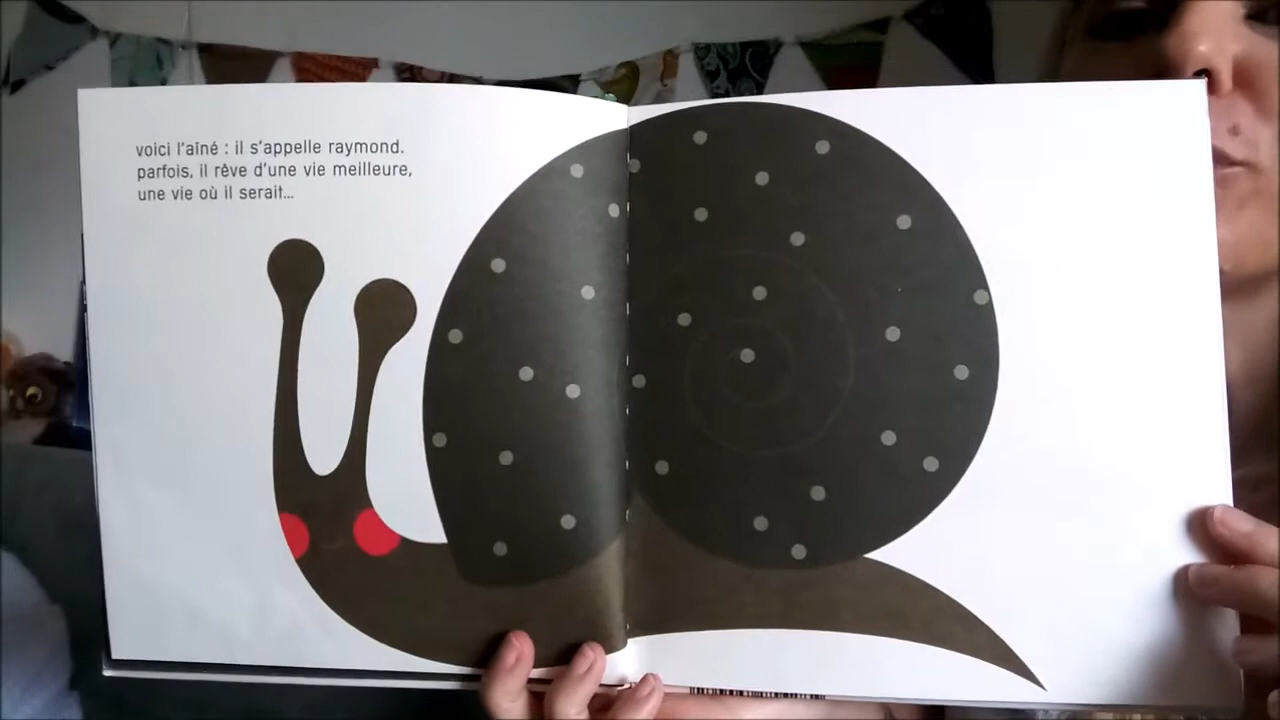 voici l'aîné : il s'appelle raymond.
parfois, il rêve d'une vie meilleure,
une vie où il serait...